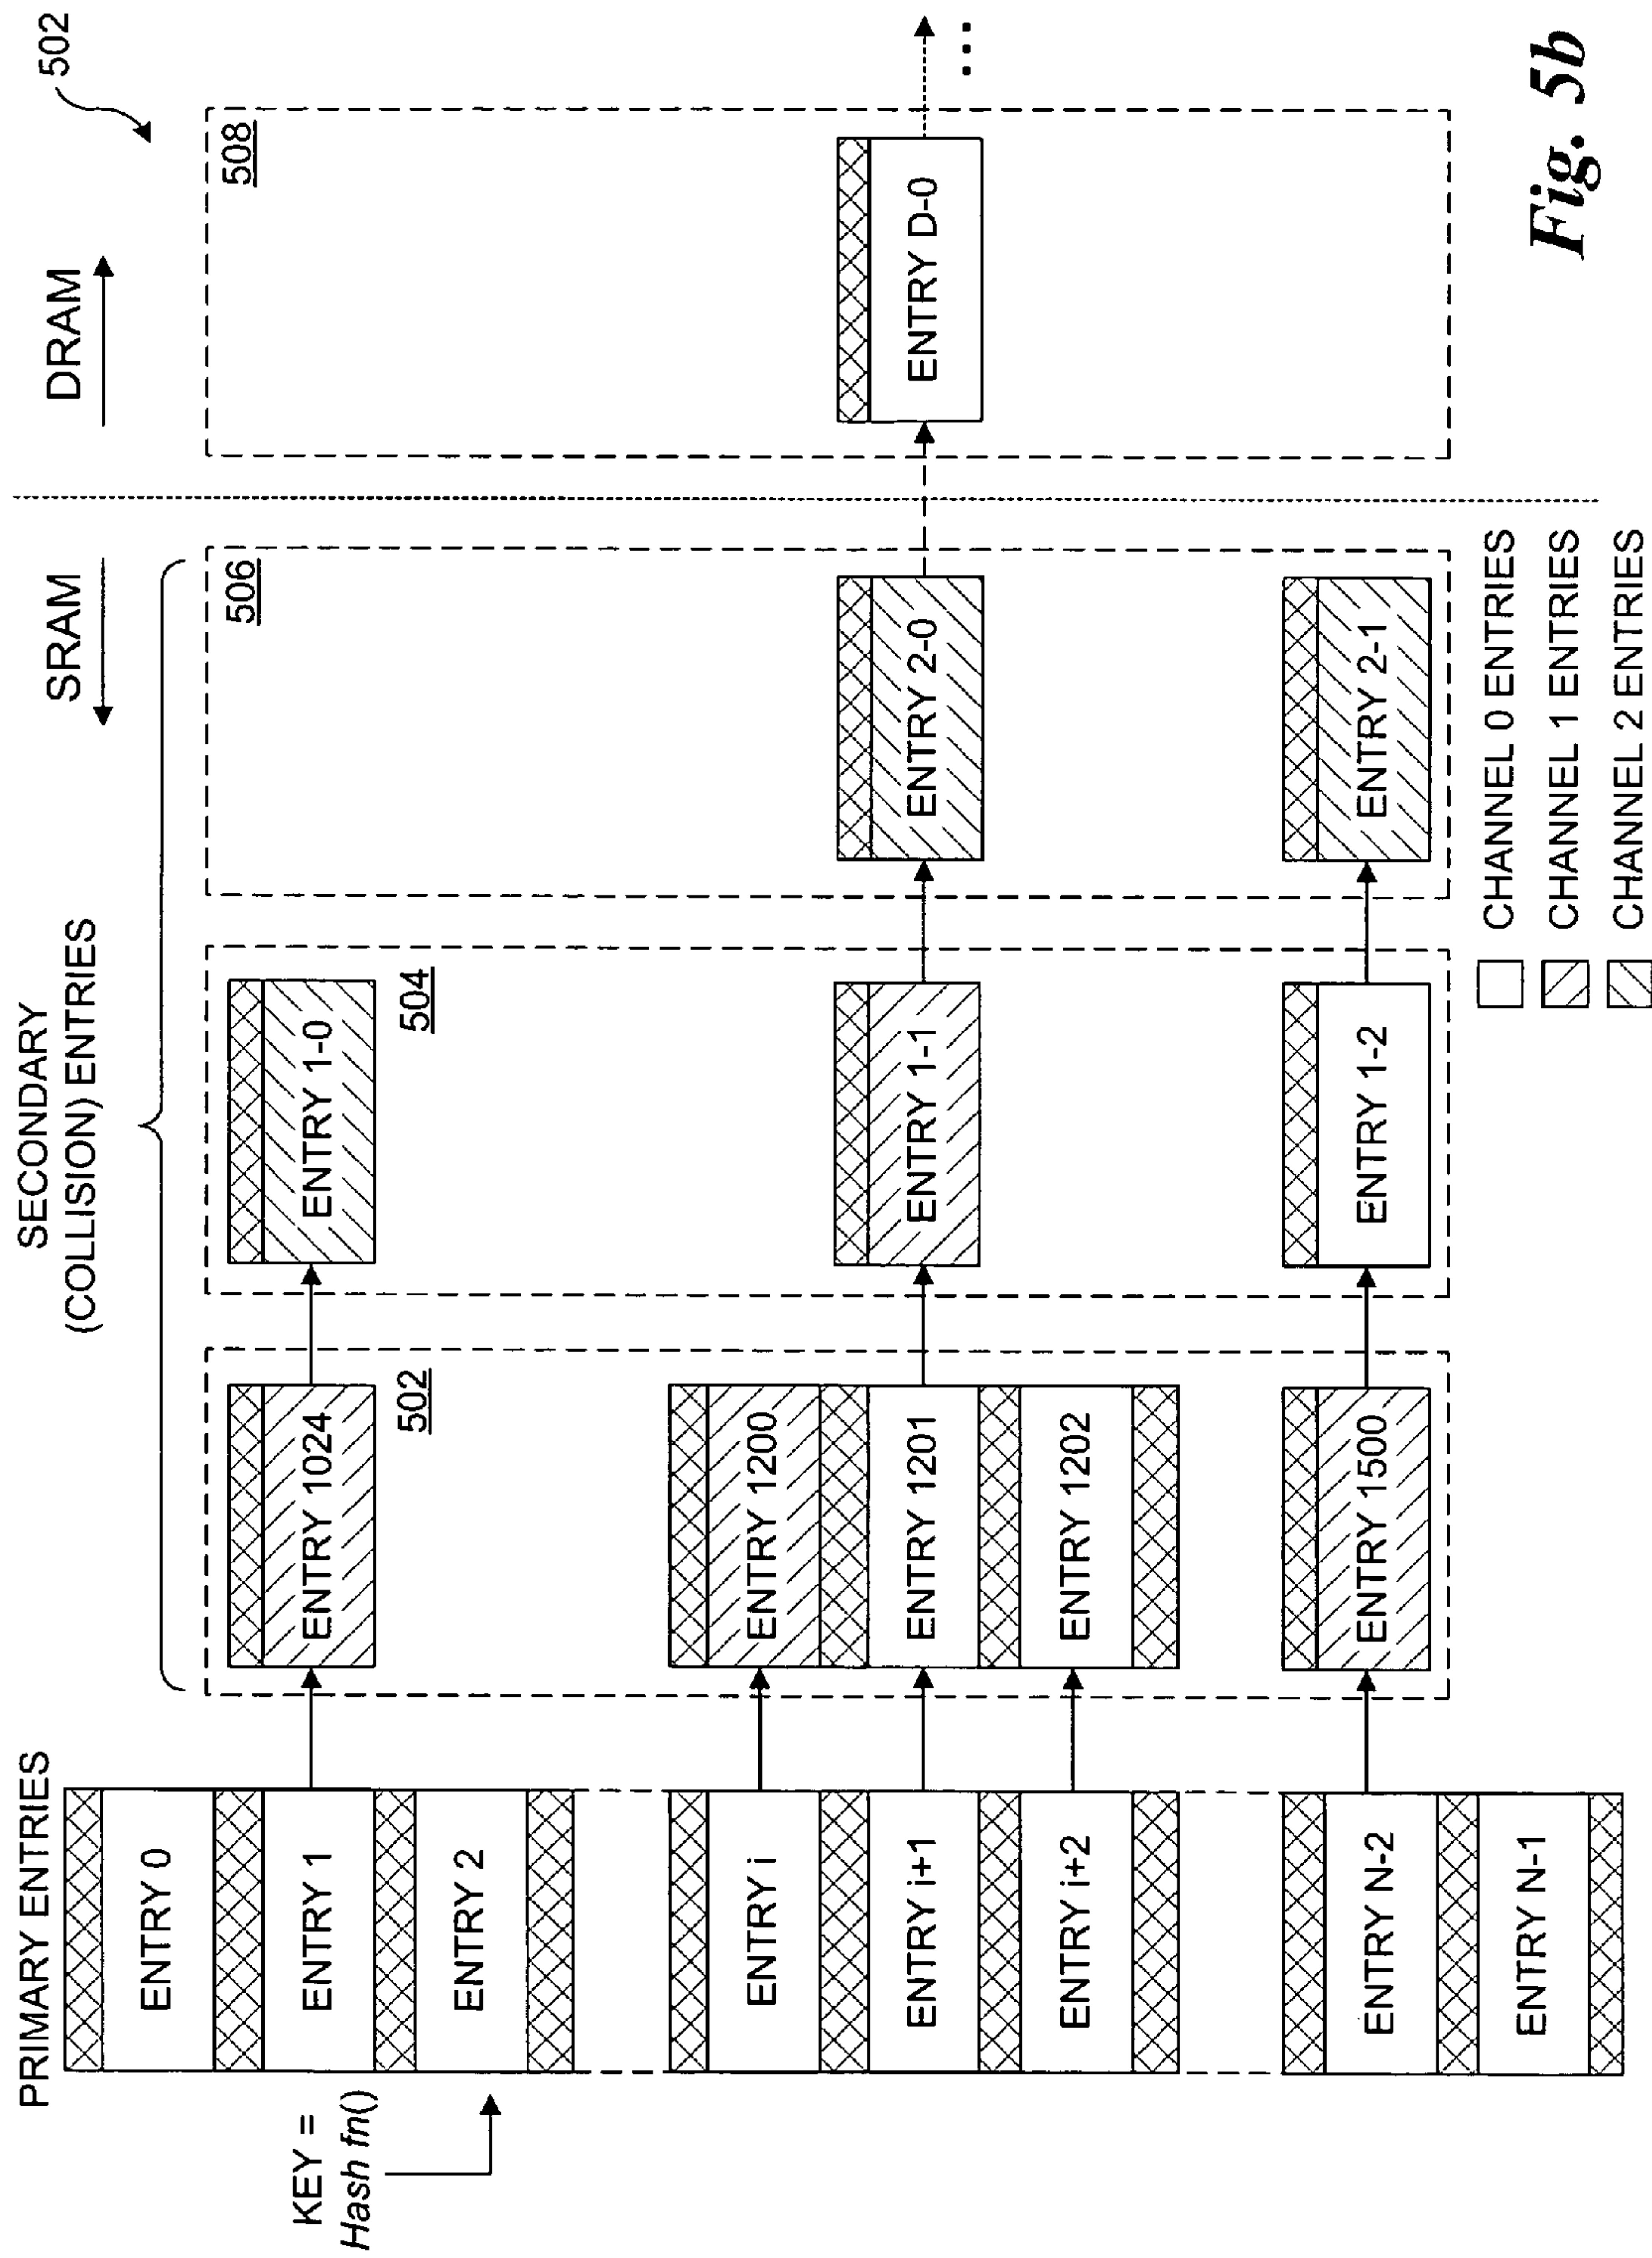 502
SRAM
DRAM
SECONDARY
(COLLISION) ENTRIES
PRIMARY ENTRIES
KEY =
Hash fn()
ENTRY 0
ENTRY 1
ENTRY 2
ENTRY i
ENTRY i+1
ENTRY i+2
ENTRY N-2
ENTRY N-1
ENTRY 1024
502
ENTRY 1200
ENTRY 1201
ENTRY 1202
ENTRY 1500
ENTRY 1-0
504
ENTRY 1-1
ENTRY 1-2
506
ENTRY 2-0
ENTRY 2-1
508
ENTRY D-0
...
CHANNEL 0 ENTRIES
CHANNEL 1 ENTRIES
CHANNEL 2 ENTRIES
Fig. 5b